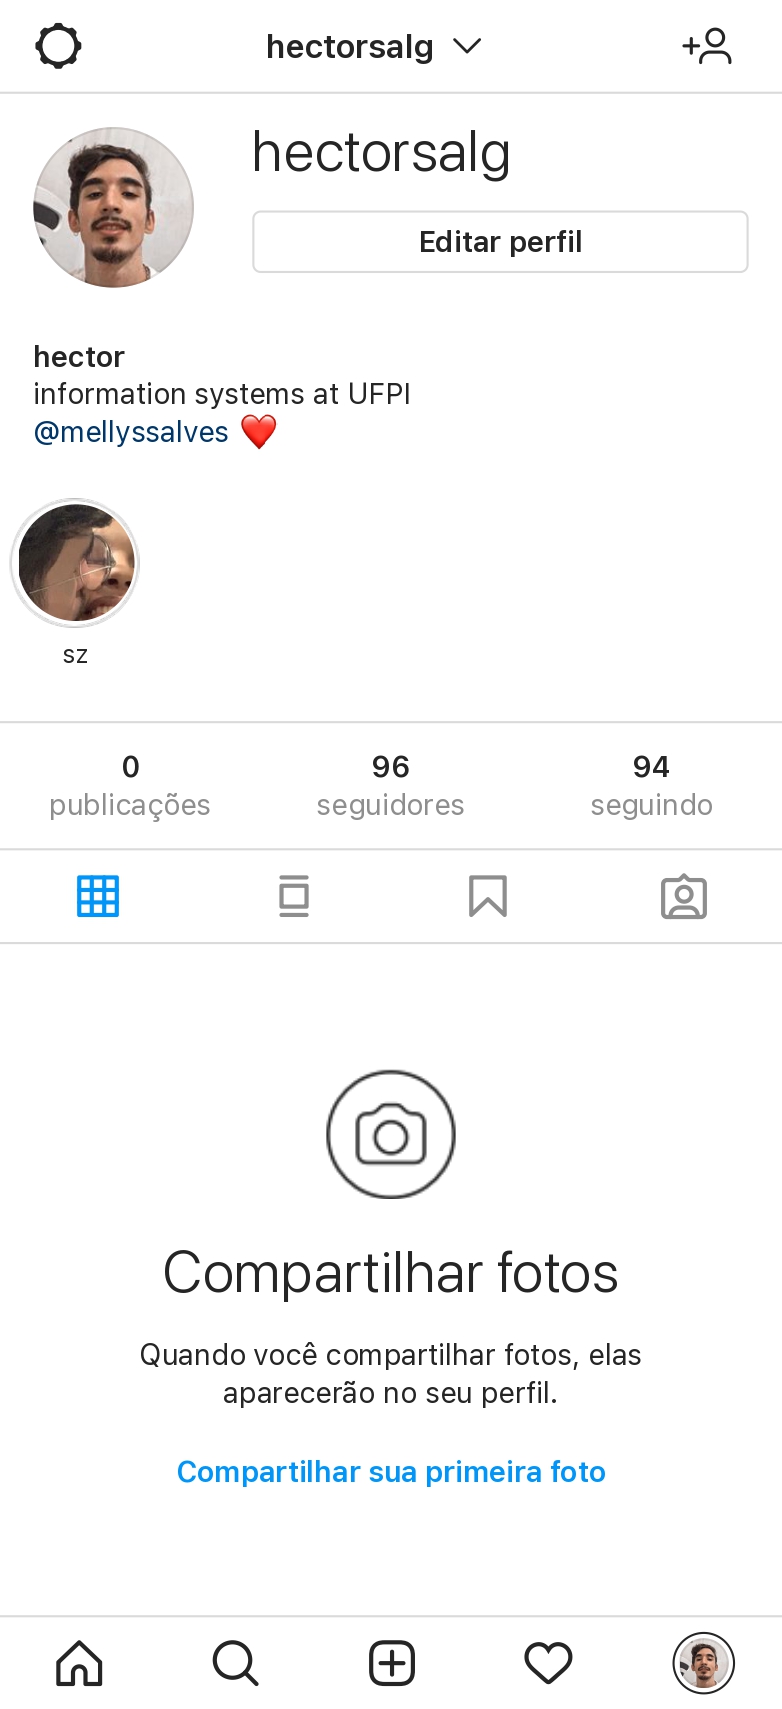 hectorsalg
hectorsalg
Editar perfil
hector
information systems at UFPI
@mellyssalves ❤️
sz
0 96 94
publicações seguidores seguindo
Compartilhar fotos
Quando você compartilhar fotos, elas
aparecerão no seu perfil.
Compartilhar sua primeira foto